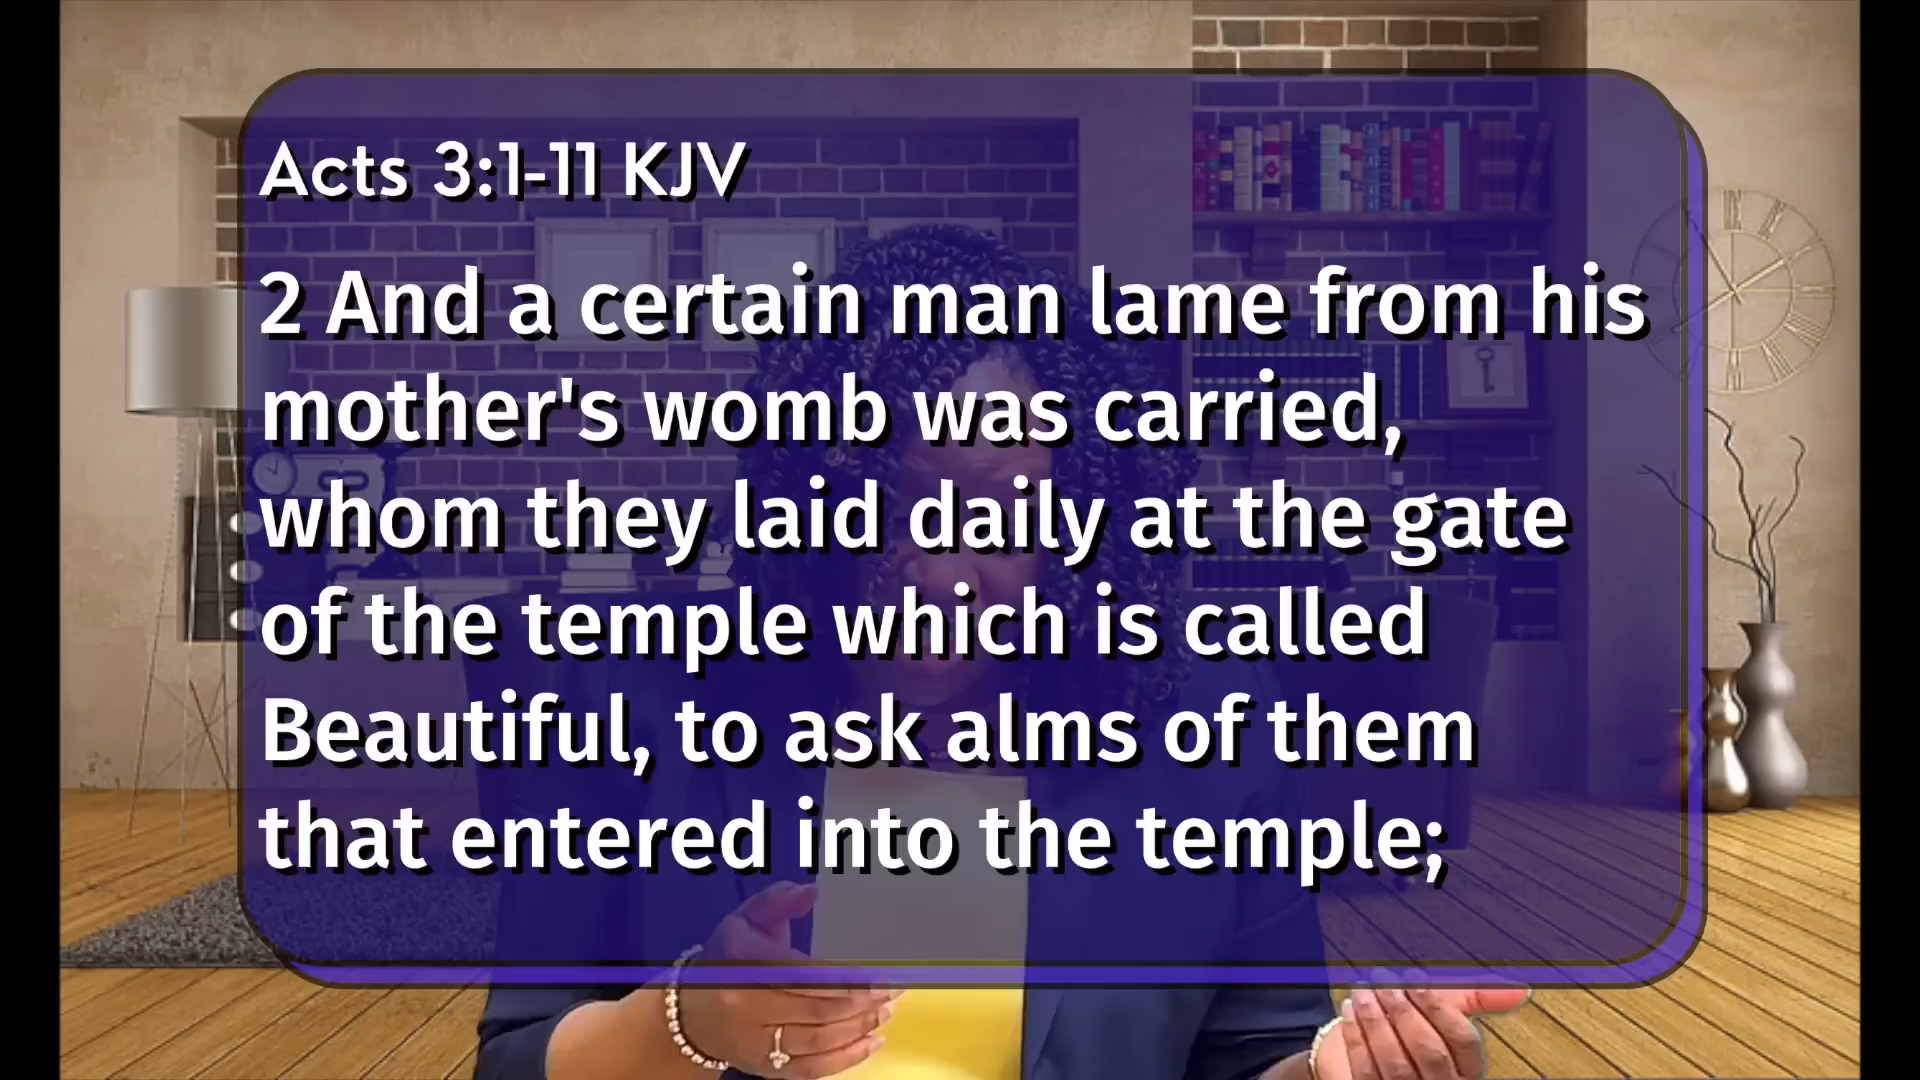 Acts 3:1-11 KJV
2 And a certain man lame from his
mother's womb was carried,
whom they laid daily at the gate
of the temple which is called
Beautiful, to ask alms of them
that entered into the temple;